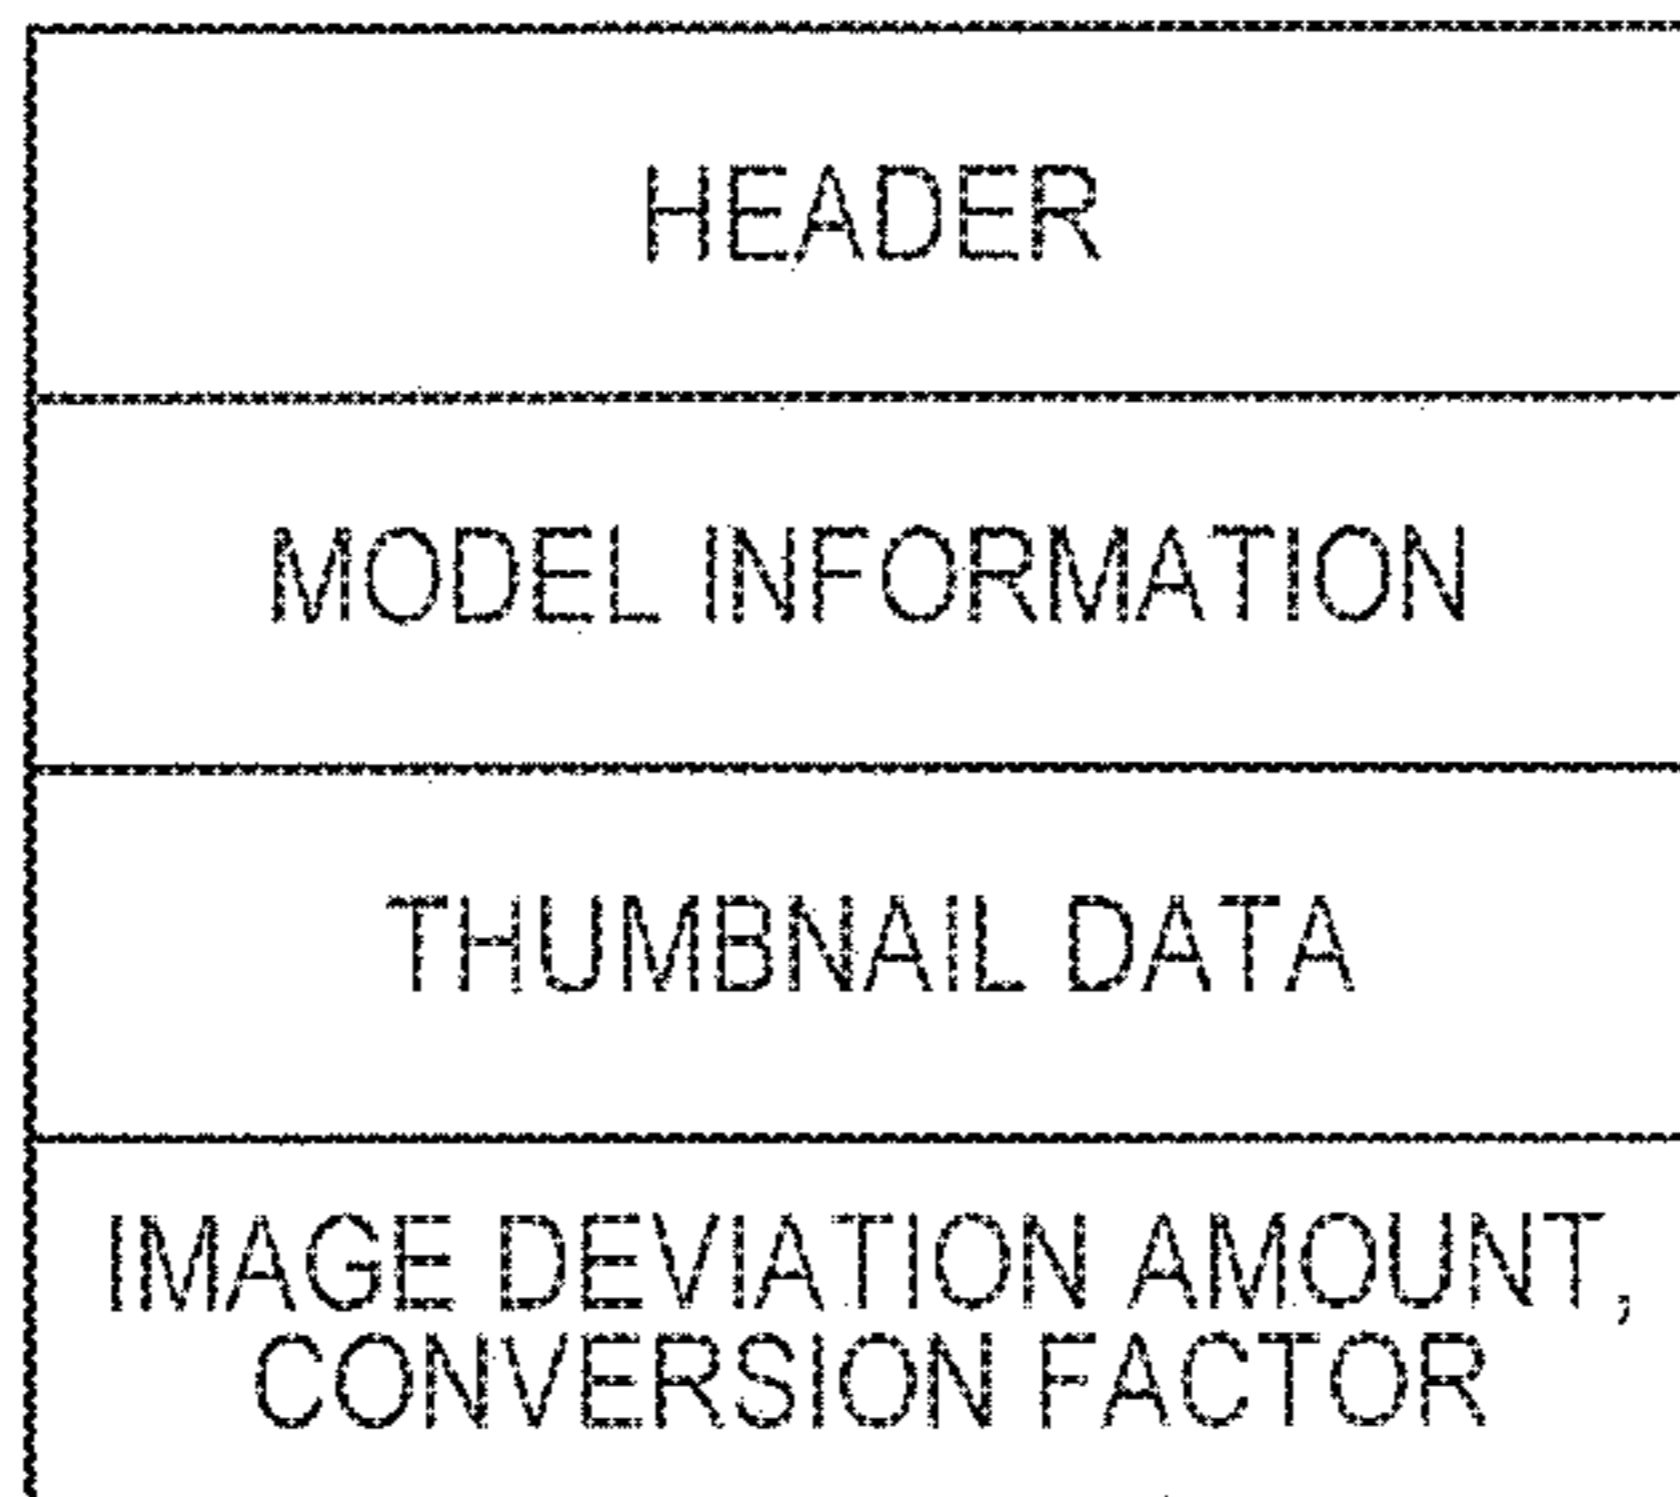 HEADER
MODEL INFORMATION
THUMBNAIL DATA
IMAGE DEVIATION AMOUNT,
CONVERSION FACTOR